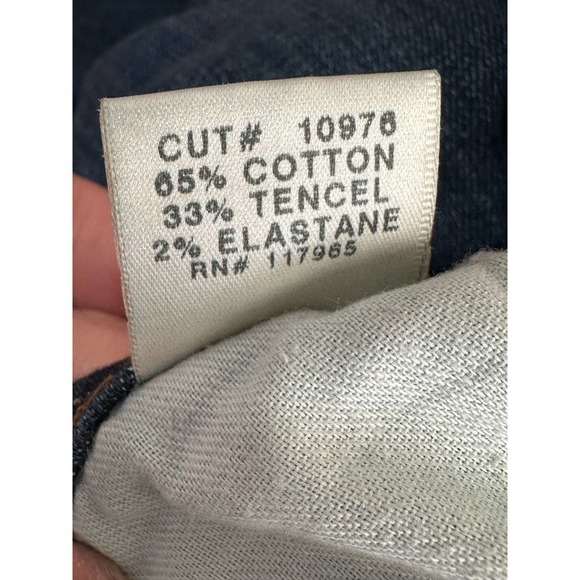 CUT# 10976
65% COTTON
33% TENCEL
2% ELASTANE
RN# 117965